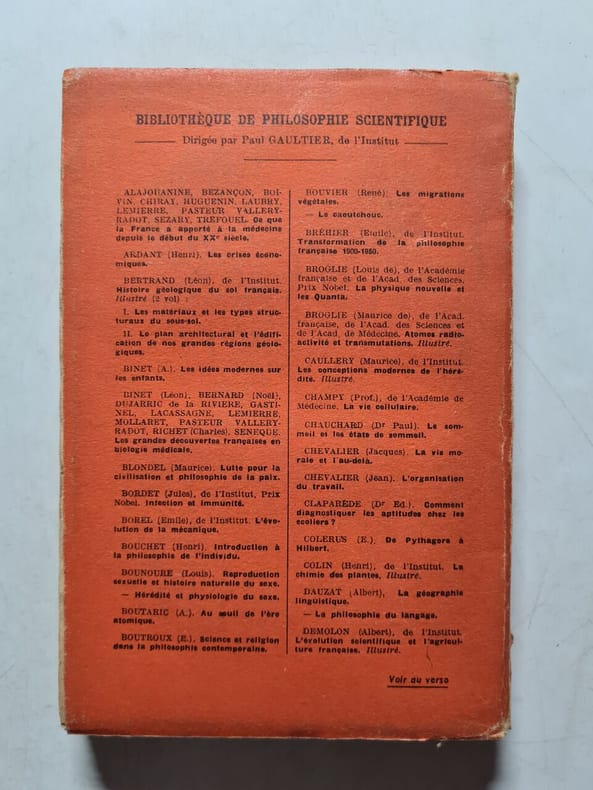 BIBLIOTHÈQUE DE PHILOSOPHIE SCIENTIFIQUE
Dirigée par Paul GAULTIER, de l'Institut
ALAJOUANINE, BEZANÇON, BOI-
VIN, CHIRAY, HUGUENIN, LAUBRY,
LEMIERRE, PASTEUR VALLERY-
RADOT, SEZARY, TREFOUEL. Ce que
la France a apporté à la médecine
depuis le début du XXe siècle.
ARDANT (Henri). Les crises écono-
miques.
BERTRAND (Léon), de l'Institut.
Histoire géologique du sol français.
Illustré (2 vol) :
I. Les matériaux et les types struc-
turaux du sous-sol.
II. Le plan architectural et l'édifi-
cation de nos grandes régions géolo-
giques.
BINET (A.). Les idées modernes sur
les enfants.
BINET (Léon), BERNARD (Noël),
DUJARRIC de la RIVIERE, GASTI-
NEL, LACASSAGNE, LEMIERRE,
MOLLARET, PASTEUR VALLERY-
RADOT, RICHET (Charles), SENEQUE.
Les grandes découvertes françaises en
biologie médicale.
BLONDEL (Maurice). Lutte pour la
civilisation et philosophie de la paix.
BORDET (Jules), de l'Institut, Prix
Nobel. Infection et immunité.
BOREL (Emile), de l'Institut. L'évo-
lution de la mécanique.
BOUCHET (Henri). Introduction à
la philosophie de l'individu.
BOUNOURE (Louis). Reproduction
sexuelle et histoire naturelle du sexe.
— Hérédité et physiologie du sexe.
BOUTARIC (A.). Au seuil de l'ère
atomique.
BOUTROUX (E.). Science et religion
dans la philosophie contemporaine.
BOUVIER (René). Les migrations
végétales.
— Le caoutchouc.
BRÉHIER (Emile), de l'Institut.
Transformation de la philosophie
française 1900-1950.
BROGLIE (Louis de), de l'Académie
française et de l'Acad. des Sciences,
Prix Nobel. La physique nouvelle et
les Quanta.
BROGLIE (Maurice de), de l'Acad.
française, de l'Acad. des Sciences et
de l'Acad. de Médecine. Atomes radio-
activité et transmutations. Illustré.
CAULLERY (Maurice), de l'Institut.
Les conceptions modernes de l'héré-
dité. Illustré.
CHAMPY (Prof.), de l'Académie de
Médecine. La vie cellulaire.
CHAUCHARD (Dr Paul). Le som-
meil et les états de sommeil.
CHEVALIER (Jacques). La vie mo-
rale et l'au-delà.
CHEVALIER (Jean). L'organisation
du travail.
CLAPARÈDE (Dr Ed.). Comment
diagnostiquer les aptitudes chez les
écoliers ?
COLERUS (E.). De Pythagore à
Hilbert.
COLIN (Henri), de l'Institut. La
chimie des plantes. Illustré.
DAUZAT (Albert), La géographie
linguistique.
— La philosophie du langage.
DEMOLON (Albert), de l'Institut.
L'évolution scientifique et l'agricul-
ture française. Illustré.
Voir au verso